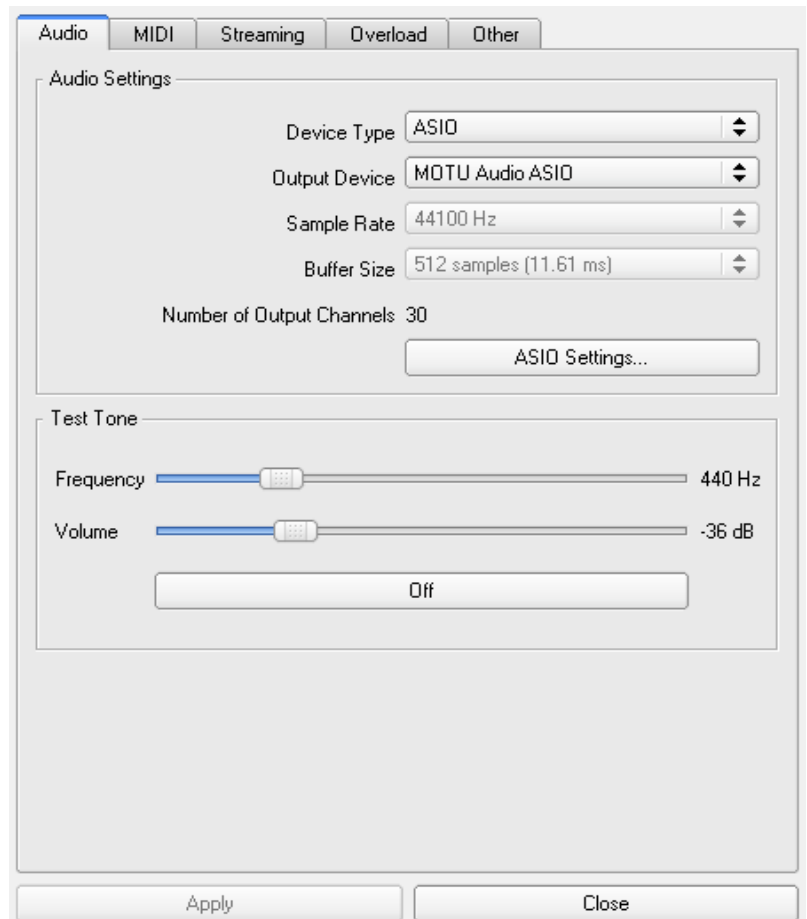 Audio MIDI Streaming Overload Other
Audio Settings
Device Type ASIO
Output Device MOTU Audio ASIO
Sample Rate 44100 Hz
Buffer Size 512 samples (11.61 ms)
Number of Output Channels 30
ASIO Settings...
Test Tone
Frequency 440 Hz
Volume -36 dB
Off
Apply Close